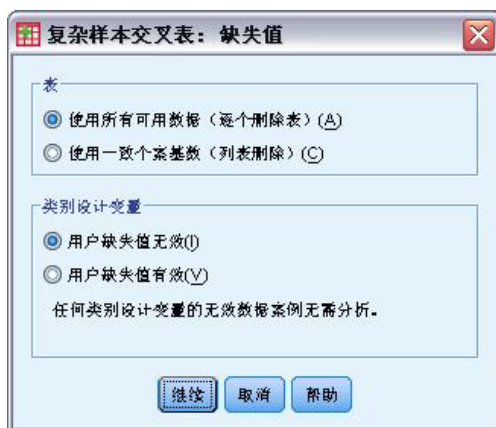 复杂样本交叉表：缺失值
表
使用所有可用数据（逐个删除表）(A)
使用一致个案基数（列表删除）(C)
类别设计变量
用户缺失值无效(I)
用户缺失值有效(V)
任何类别设计变量的无效数据案例无需分析。
继续 取消 帮助